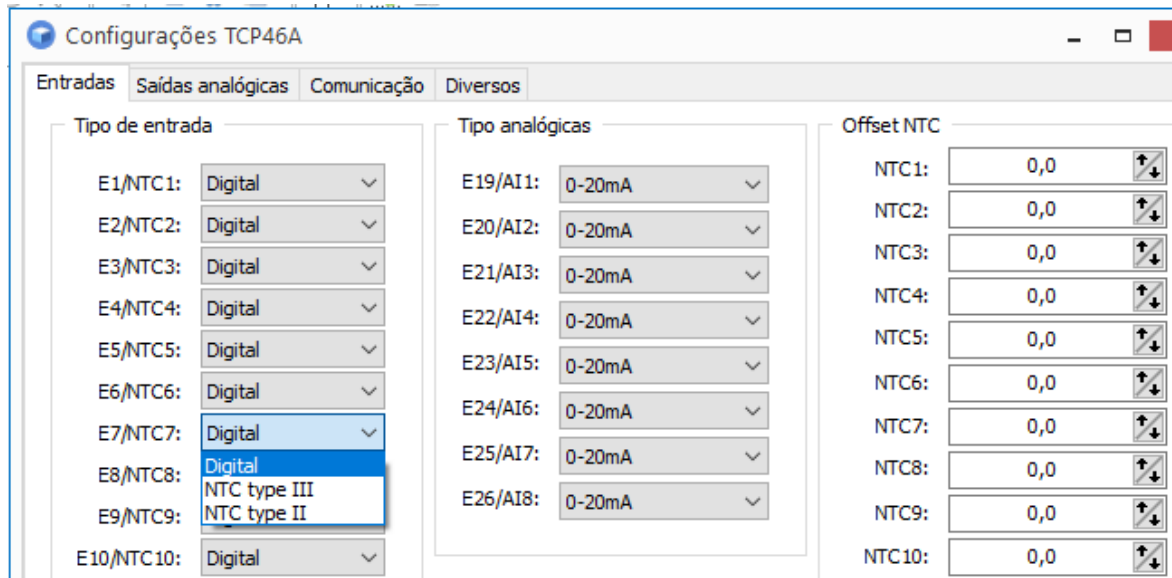 Configurações TCP46A
Entradas Saídas analógicas Comunicação Diversos
Tipo de entrada
E1/NTC1: Digital
E2/NTC2: Digital
E3/NTC3: Digital
E4/NTC4: Digital
E5/NTC5: Digital
E6/NTC6: Digital
E7/NTC7: Digital
Digital
NTC type III
NTC type II
E8/NTC8:
E9/NTC9:
E10/NTC10: Digital
Tipo analógicas
E19/AI1: 0-20mA
E20/AI2: 0-20mA
E21/AI3: 0-20mA
E22/AI4: 0-20mA
E23/AI5: 0-20mA
E24/AI6: 0-20mA
E25/AI7: 0-20mA
E26/AI8: 0-20mA
Offset NTC
NTC1: 0,0
NTC2: 0,0
NTC3: 0,0
NTC4: 0,0
NTC5: 0,0
NTC6: 0,0
NTC7: 0,0
NTC8: 0,0
NTC9: 0,0
NTC10: 0,0